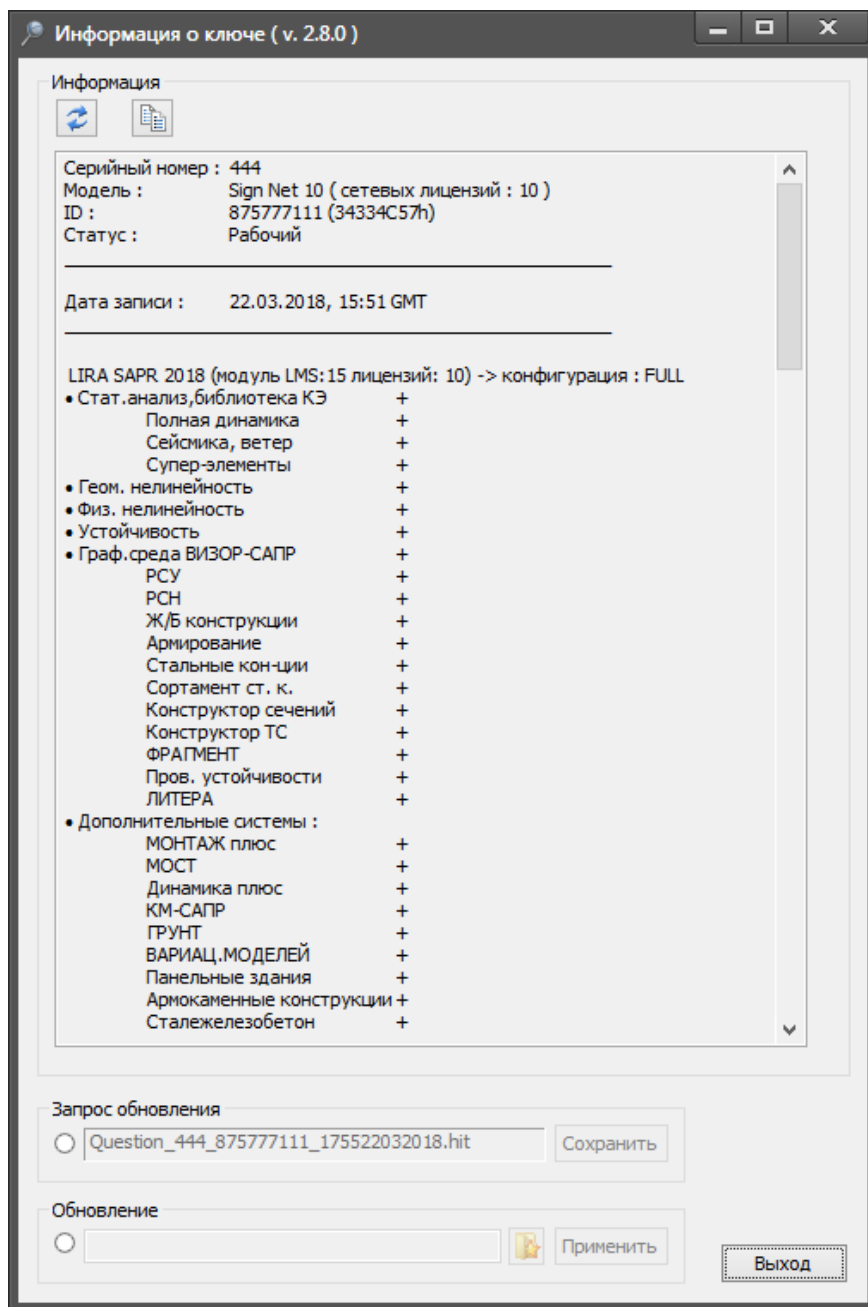 Информация о ключе ( v. 2.8.0 )
Информация
Серийный номер : 444
Модель : Sign Net 10 ( сетевых лицензий : 10 )
ID : 875777111 (34334C57h)
Статус : Рабочий
Дата записи : 22.03.2018, 15:51 GMT
LIRA SAPR 2018 (модуль LMS:15 лицензий: 10) -> конфигурация : FULL
• Стат.анализ,библиотека КЭ +
Полная динамика +
Сейсмика, ветер +
Супер-элементы +
• Геом. нелинейность +
• Физ. нелинейность +
• Устойчивость +
• Граф.среда ВИЗОР-САПР +
РСУ +
РСН +
Ж/Б конструкции +
Армирование +
Стальные кон-ции +
Сортамент ст. к. +
Конструктор сечений +
Конструктор ТС +
ФРАГМЕНТ +
Пров. устойчивости +
ЛИТЕРА +
• Дополнительные системы :
МОНТАЖ плюс +
МОСТ +
Динамика плюс +
КМ-САПР +
ГРУНТ +
ВАРИАЦ.МОДЕЛЕЙ +
Панельные здания +
Армокаменные конструкции +
Сталежелезобетон +
Запрос обновления
Question_444_875777111_175522032018.hit Сохранить
Обновление
Применить
Выход